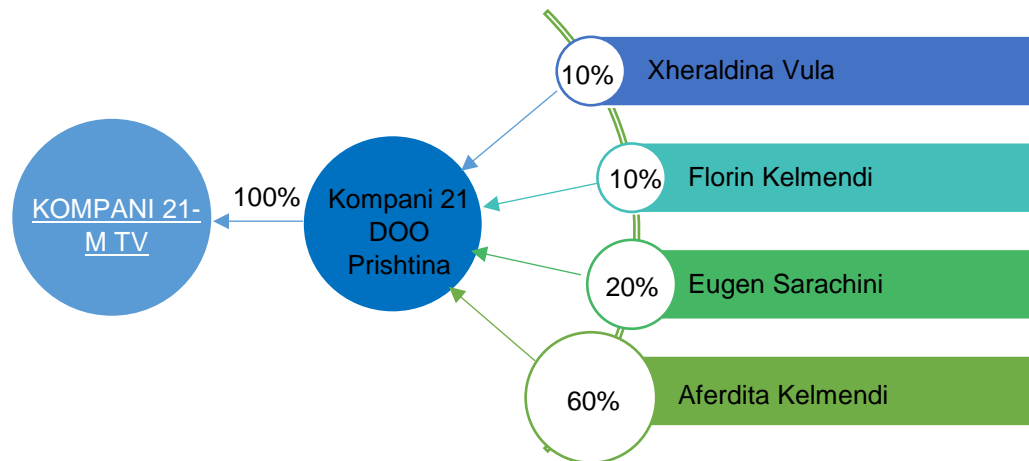 KOMPANI 21-
M TV
100%
Kompani 21
DOO
Prishtina
10%
Xheraldina Vula
10%
Florin Kelmendi
20%
Eugen Sarachini
60%
Aferdita Kelmendi